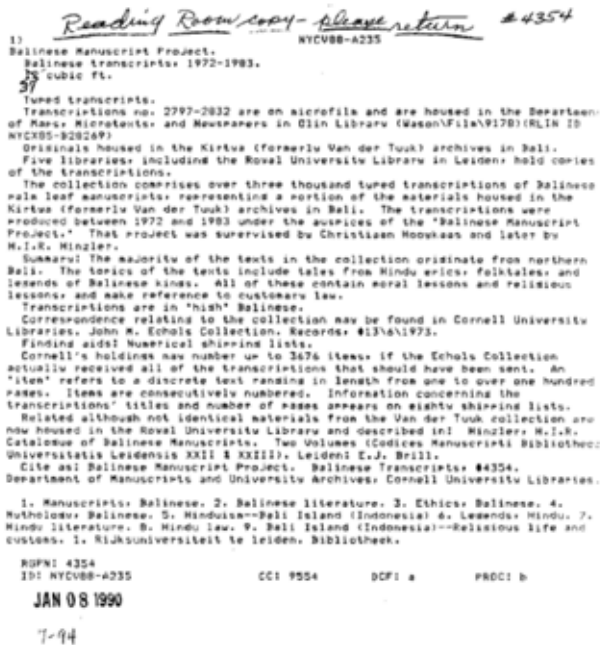 Reading Room copy - please return #4354
1) NYCV88-A235
Balinese Manuscript Project.
Balinese transcripts, 1972-1983.
cubic ft.
37
Typed transcripts.
Transcriptions no. 2797-2832 are on microfilm and are housed in the Department
of Maps, Microtexts, and Newspapers in Olin Library (Wason\Film\9178)(RLIN ID
NYCX85-B28269)
Originals housed in the Kirtya (formerly Van der Tuuk) archives in Bali.
Five libraries, including the Royal University Library in Leiden, hold copies
of the transcriptions.
The collection comprises over three thousand typed transcriptions of Balinese
palm leaf manuscripts, representing a portion of the materials housed in the
Kirtya (formerly Van der Tuuk) archives in Bali. The transcriptions were
produced between 1972 and 1983 under the auspices of the "Balinese Manuscript
Project." That project was supervised by Christiaan Hooykaas and later by
H.I.R. Hinzler.
Summary: The majority of the texts in the collection originate from northern
Bali. The topics of the texts include tales from Hindu epics, folktales, and
legends of Balinese kings. All of these contain moral lessons and religious
lessons, and make reference to customary law.
Transcriptions are in "high" Balinese.
Correspondence relating to the collection may be found in Cornell University
Libraries. John M. Echols Collection. Records, #13\6\1973.
Finding aids: Numerical shipping lists.
Cornell's holdings may number up to 3676 items, if the Echols Collection
actually received all of the transcriptions that should have been sent. An
"item" refers to a discrete text ranging in length from one to over one hundred
pages. Items are consecutively numbered. Information concerning the
transcriptions' titles and number of pages appears on eighty shipping lists.
Related although not identical materials from the Van der Tuuk collection are
now housed in the Royal University Library and described in: Hinzler, H.I.R.
Catalogue of Balinese Manuscripts. Two Volumes (Codices Manuscripti Bibliothec
Universitatis Leidensis XXII & XXIII). Leiden: E.J. Brill.
Cite as: Balinese Manuscript Project. Balinese Transcripts, #4354.
Department of Manuscripts and University Archives, Cornell University Libraries.
1. Manuscripts, Balinese. 2. Balinese literature. 3. Ethics, Balinese. 4.
Mythology, Balinese. 5. Hinduism--Bali Island (Indonesia) 6. Legends, Hindu. 7.
Hindu literature. 8. Hindu law. 9. Bali Island (Indonesia)--Religious life and
customs. 1. Rijksuniversiteit te leiden. Bibliotheek.
RGPN: 4354
ID: NYCV88-A235 CC: 9554 DCF: a PROC: b
JAN 08 1990
7-94